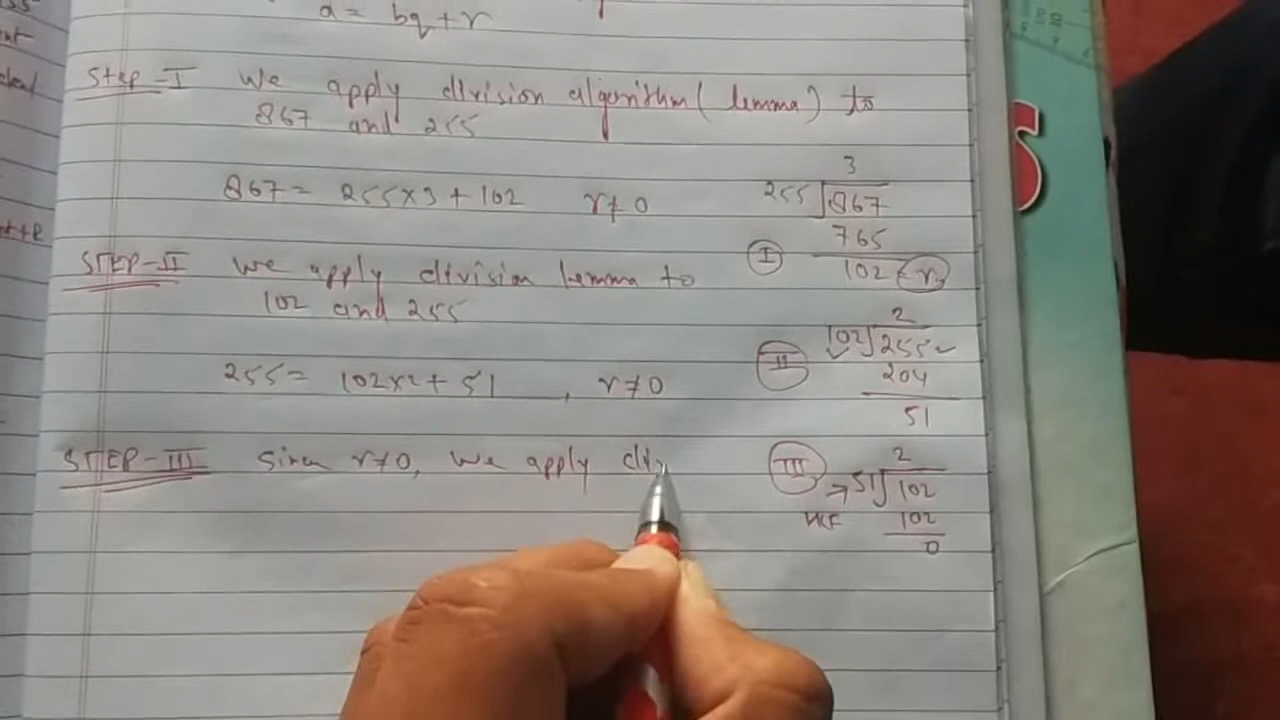 a = bq + r
Step-I We apply division algorithm (lemma) to
867 and 255
867 = 255×3 + 102 r≠0
STEP-II We apply division lemma to
102 and 255
255 = 102×2 + 51 , r≠0
STEP-III Since r≠0, we apply div
3
255 867
765
I
102 r
2
102 255
II
204
51
2
III
51 102
HCF 102
0